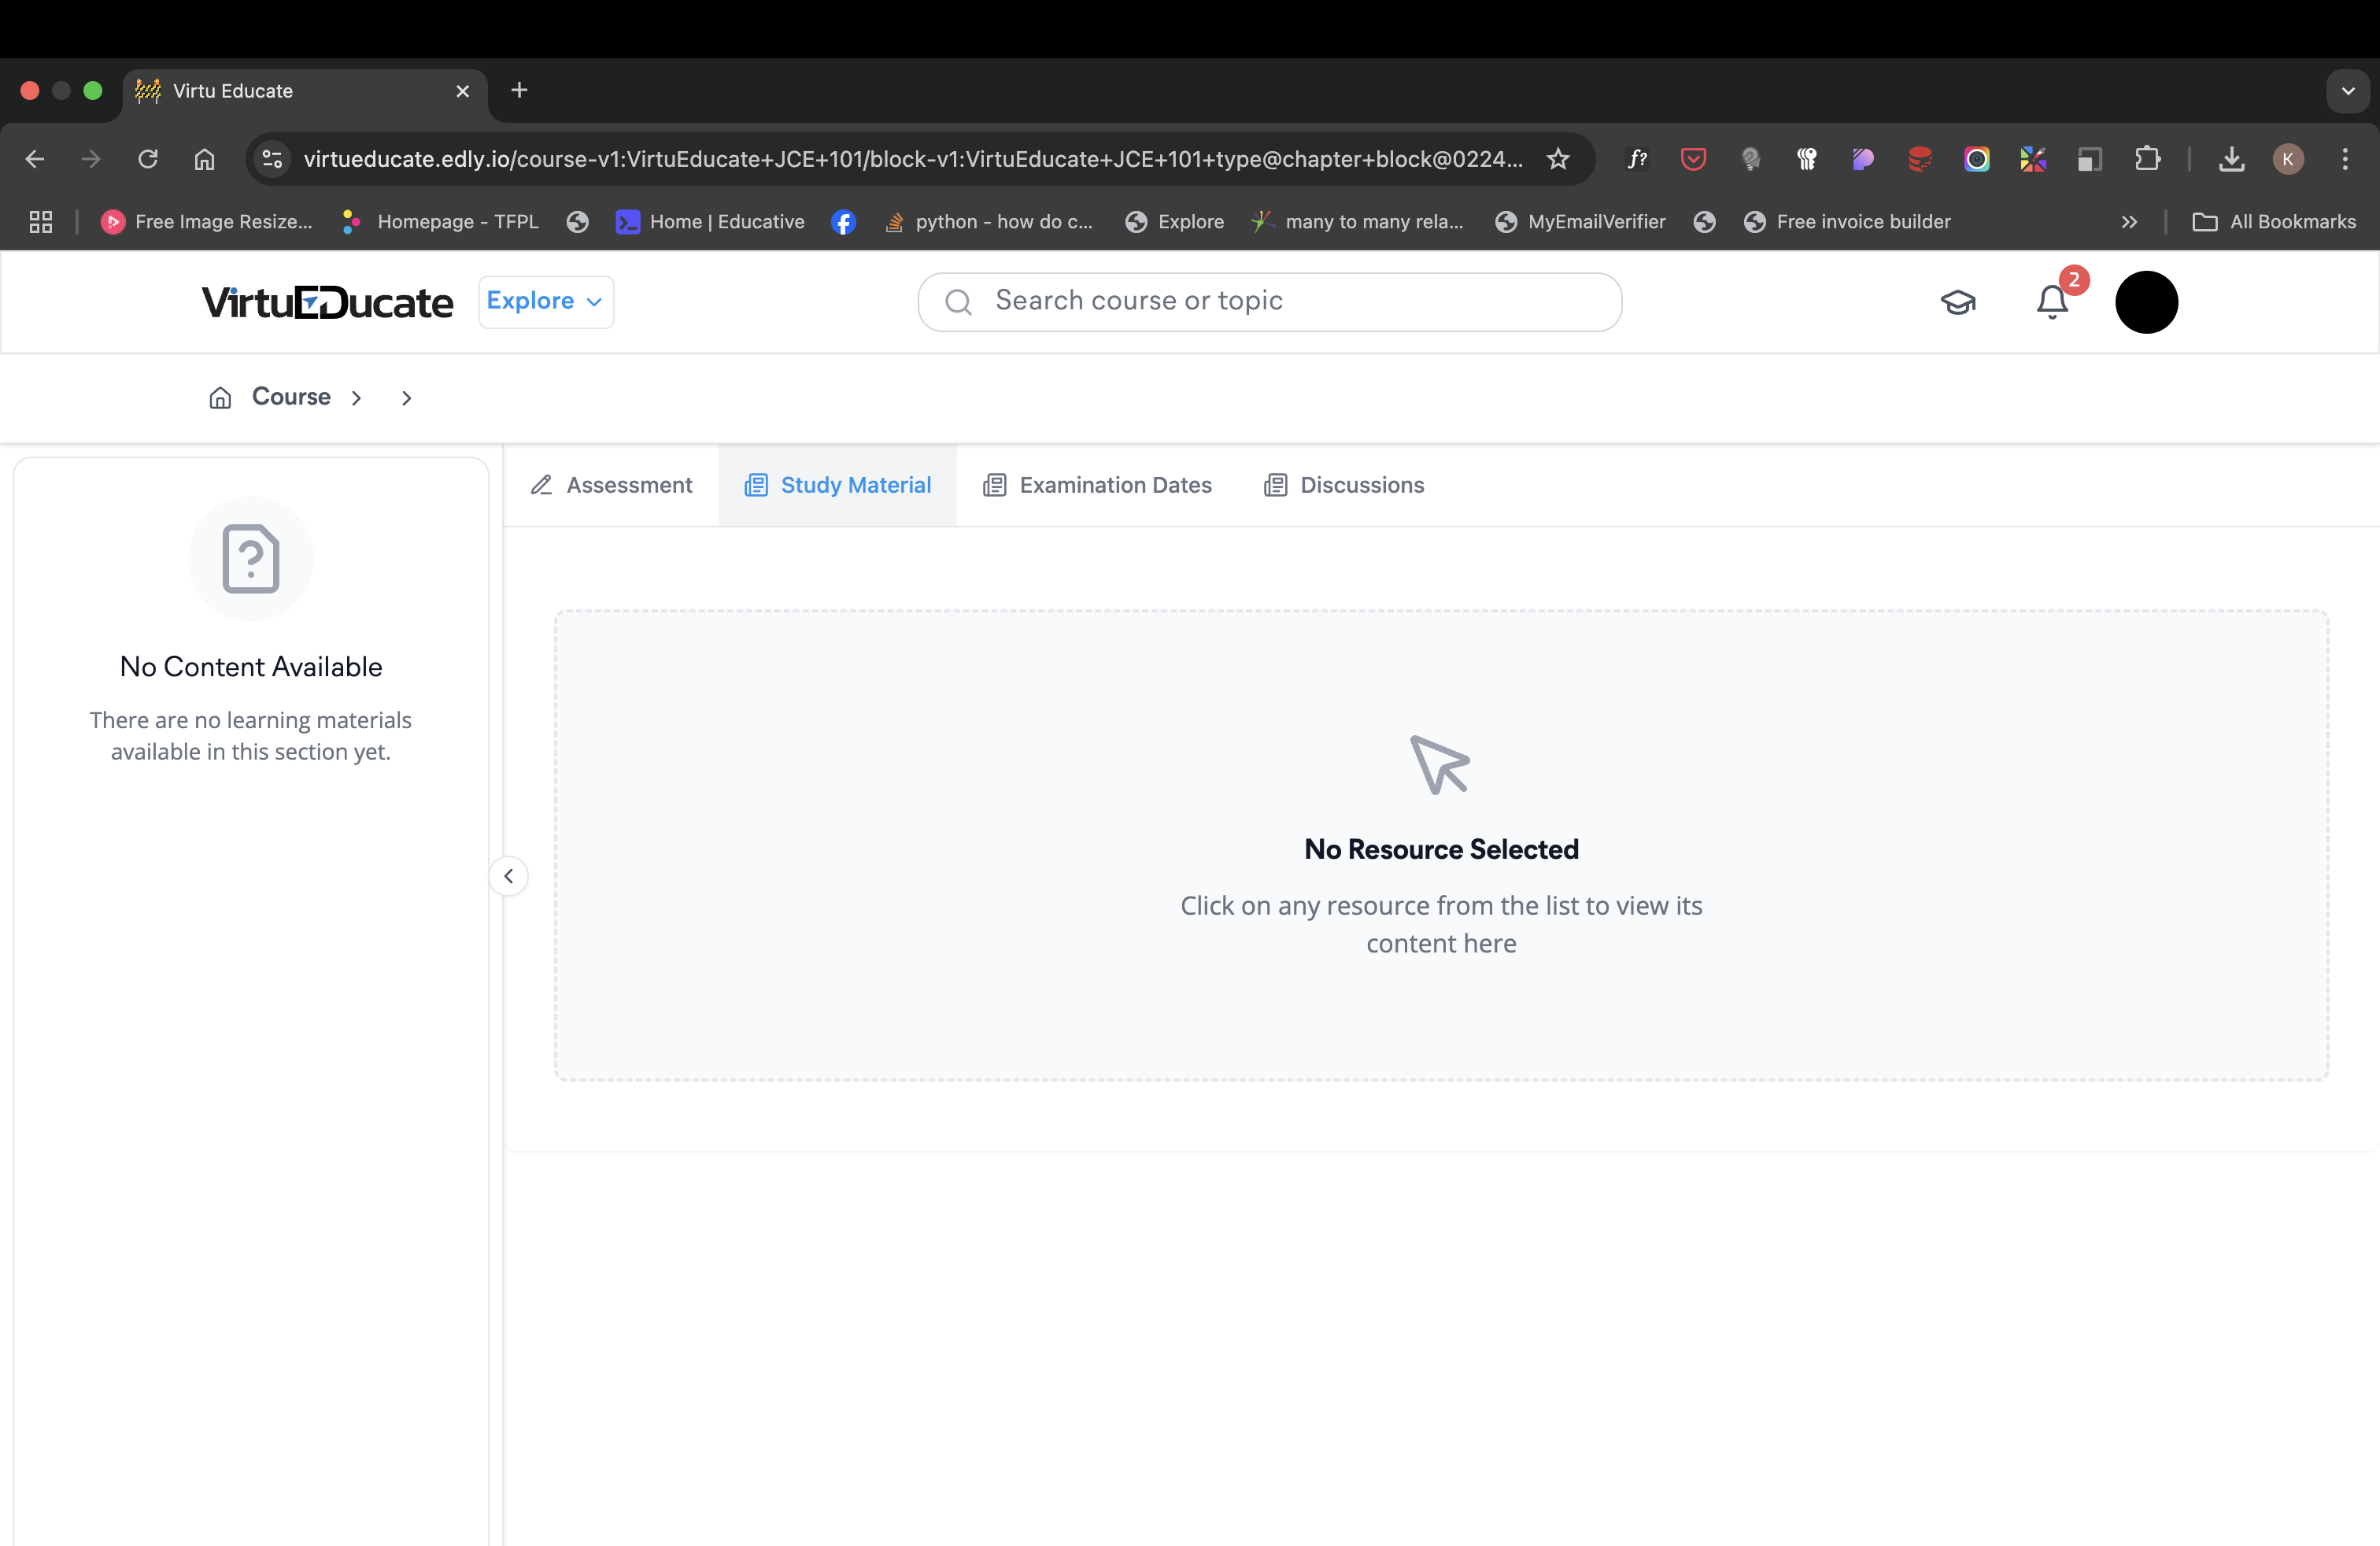 Virtu Educate
virtueducate.edly.io/course-v1:VirtuEducate+JCE+101/block-v1:VirtuEducate+JCE+101+type@chapter+block@0224...
f?
K
Free Image Resize...
Homepage - TFPL
Home | Educative
python - how do c...
Explore
many to many rela...
MyEmailVerifier
Free invoice builder
All Bookmarks
VirtuEDucate
Explore
Search course or topic
2
Course
Assessment
Study Material
Examination Dates
Discussions
No Content Available
There are no learning materials
available in this section yet.
No Resource Selected
Click on any resource from the list to view its
content here